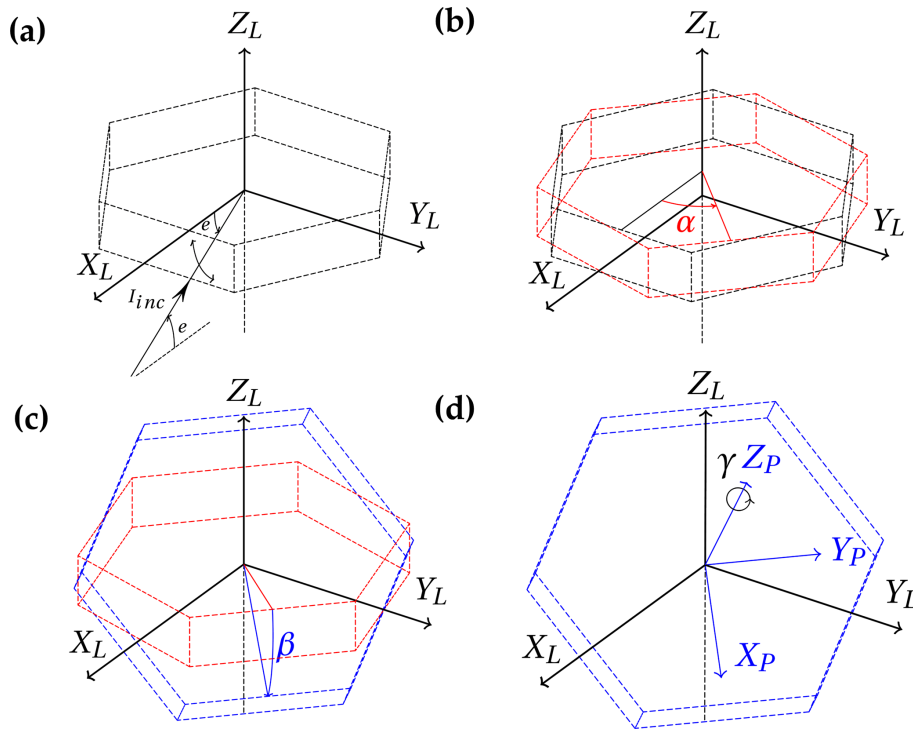 (a)
Z_L
Y_L
X_L
e
I_inc
e
(b)
Z_L
Y_L
X_L
α
(c)
Z_L
Y_L
X_L
β
(d)
Z_L
γ Z_P
Y_P
Y_L
X_L
X_P